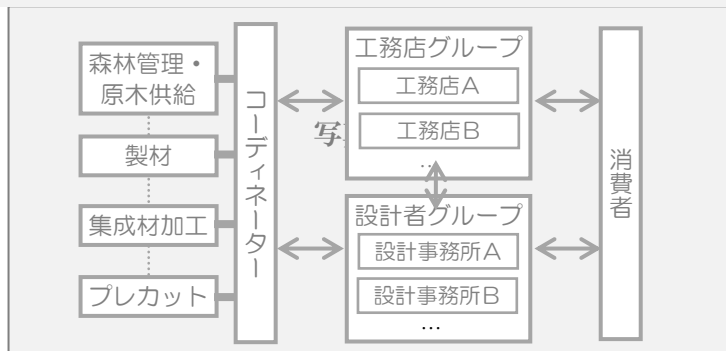 森林管理・
原木供給
製材
集成材加工
プレカット
コーディネーター
写
工務店グループ
工務店A
工務店B
…
設計者グループ
設計事務所A
設計事務所B
…
消費者